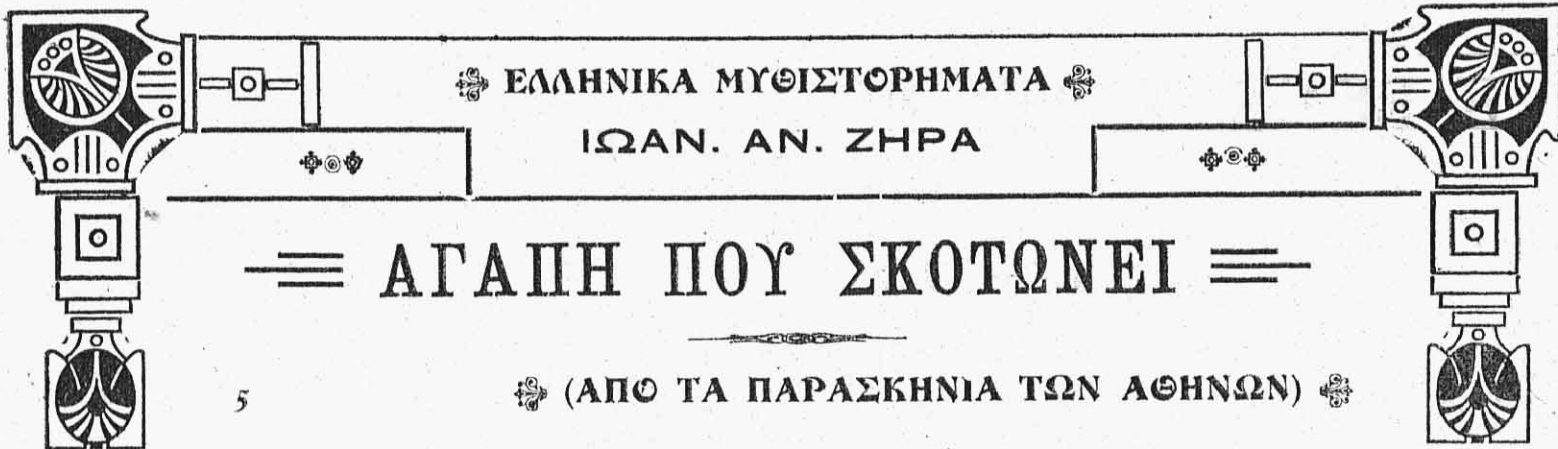 ΕΛΛΗΝΙΚΑ ΜΥΘΙΣΤΟΡΗΜΑΤΑ
ΙΩΑΝ. ΑΝ. ΖΗΡΑ
ΑΓΑΠΗ ΠΟΥ ΣΚΟΤΩΝΕΙ
5 (ΑΠΟ ΤΑ ΠΑΡΑΣΚΗΝΙΑ ΤΩΝ ΑΘΗΝΩΝ)